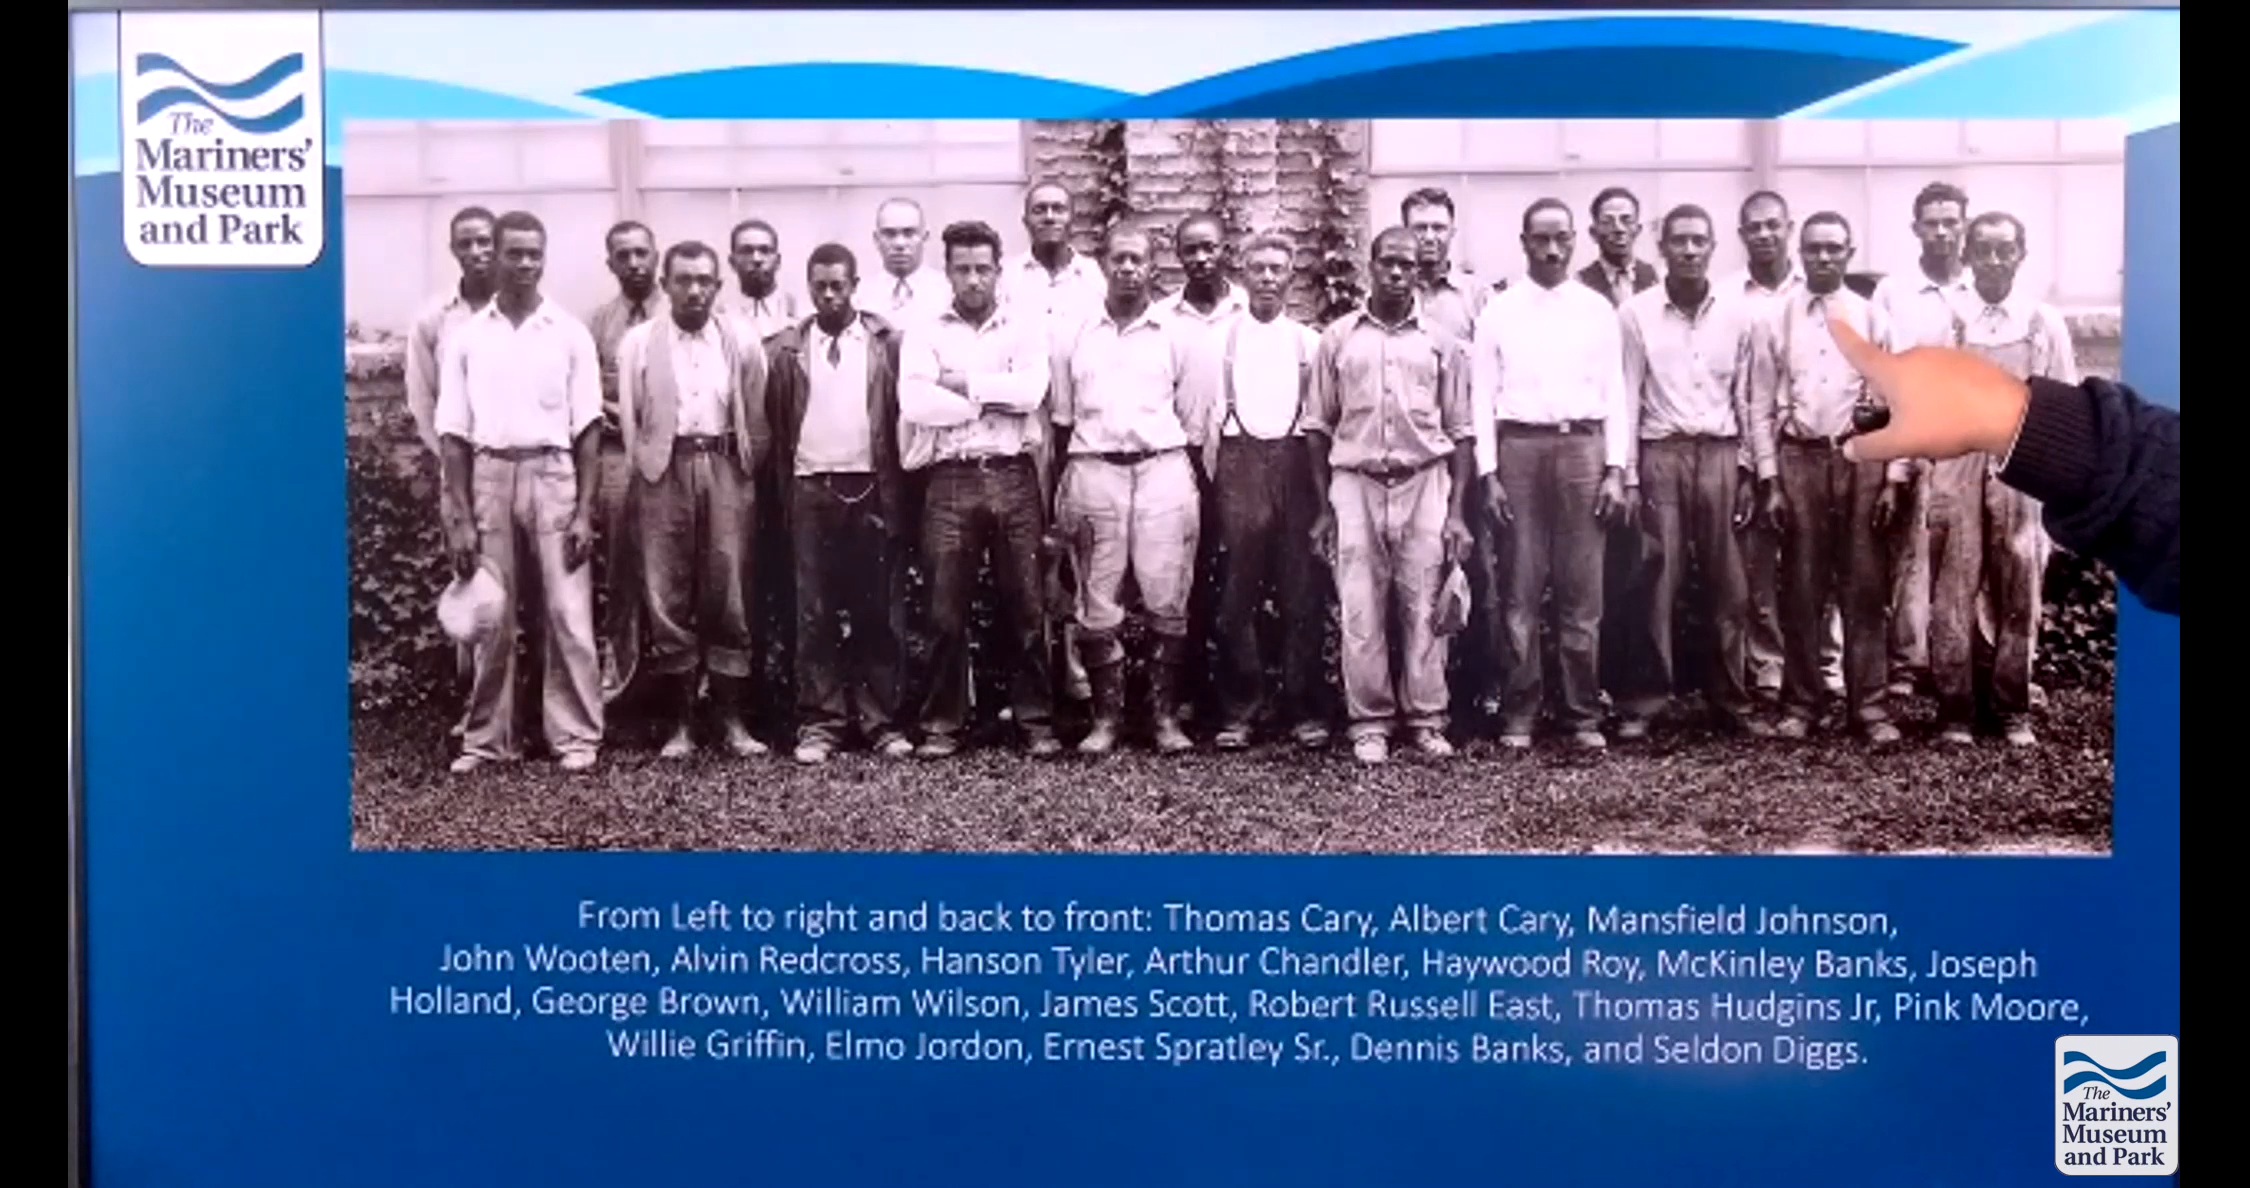 The
Mariners'
Museum
and Park
From Left to right and back to front: Thomas Cary, Albert Cary, Mansfield Johnson,
John Wooten, Alvin Redcross, Hanson Tyler, Arthur Chandler, Haywood Roy, McKinley Banks, Joseph
Holland, George Brown, William Wilson, James Scott, Robert Russell East, Thomas Hudgins Jr, Pink Moore,
Willie Griffin, Elmo Jordon, Ernest Spratley Sr., Dennis Banks, and Seldon Diggs.
The
Mariners'
Museum
and Park